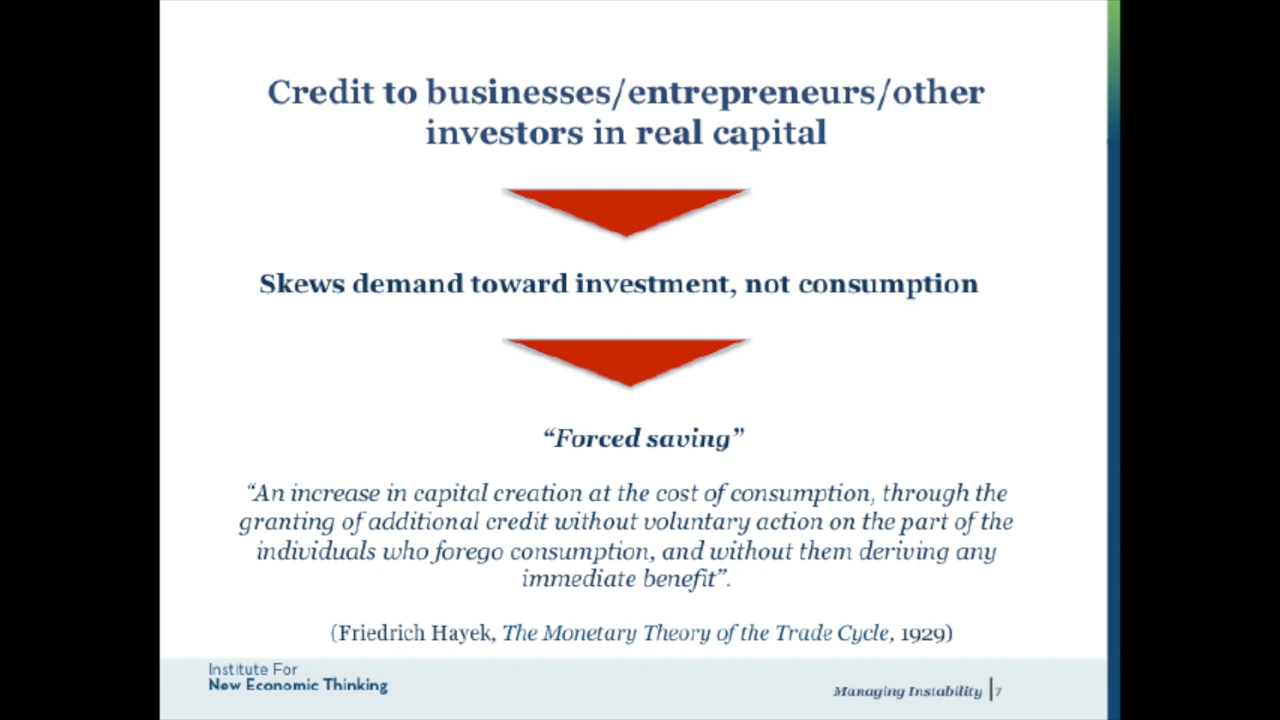 Credit to businesses/entrepreneurs/other
investors in real capital
Skews demand toward investment, not consumption
“Forced saving”
“An increase in capital creation at the cost of consumption, through the
granting of additional credit without voluntary action on the part of the
individuals who forego consumption, and without them deriving any
immediate benefit”.
(Friedrich Hayek, The Monetary Theory of the Trade Cycle, 1929)
Institute For
New Economic Thinking
Managing Instability 7